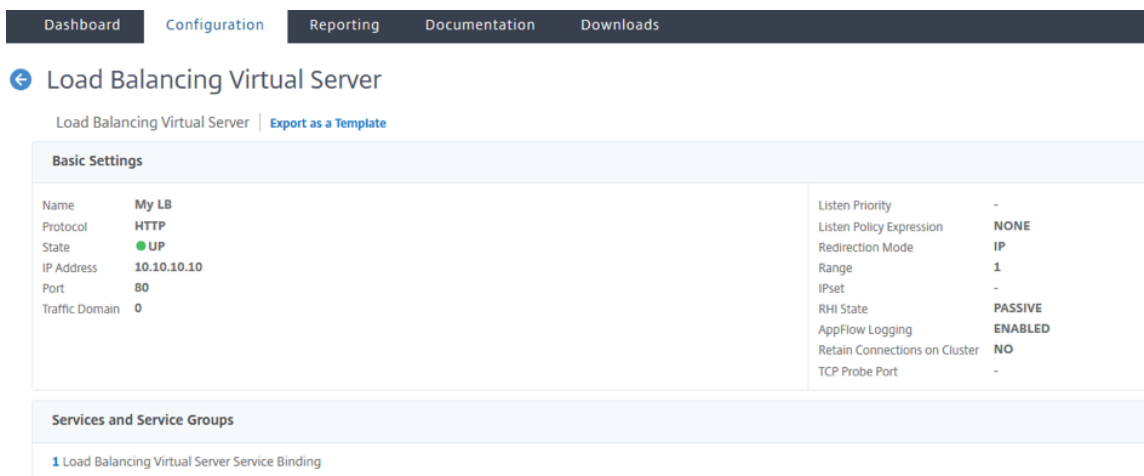 Dashboard Configuration Reporting Documentation Downloads
Load Balancing Virtual Server
Load Balancing Virtual Server Export as a Template
Basic Settings
Name My LB
Protocol HTTP
State UP
IP Address 10.10.10.10
Port 80
Traffic Domain 0
Listen Priority -
Listen Policy Expression NONE
Redirection Mode IP
Range 1
IPset -
RHI State PASSIVE
AppFlow Logging ENABLED
Retain Connections on Cluster NO
TCP Probe Port -
Services and Service Groups
1 Load Balancing Virtual Server Service Binding